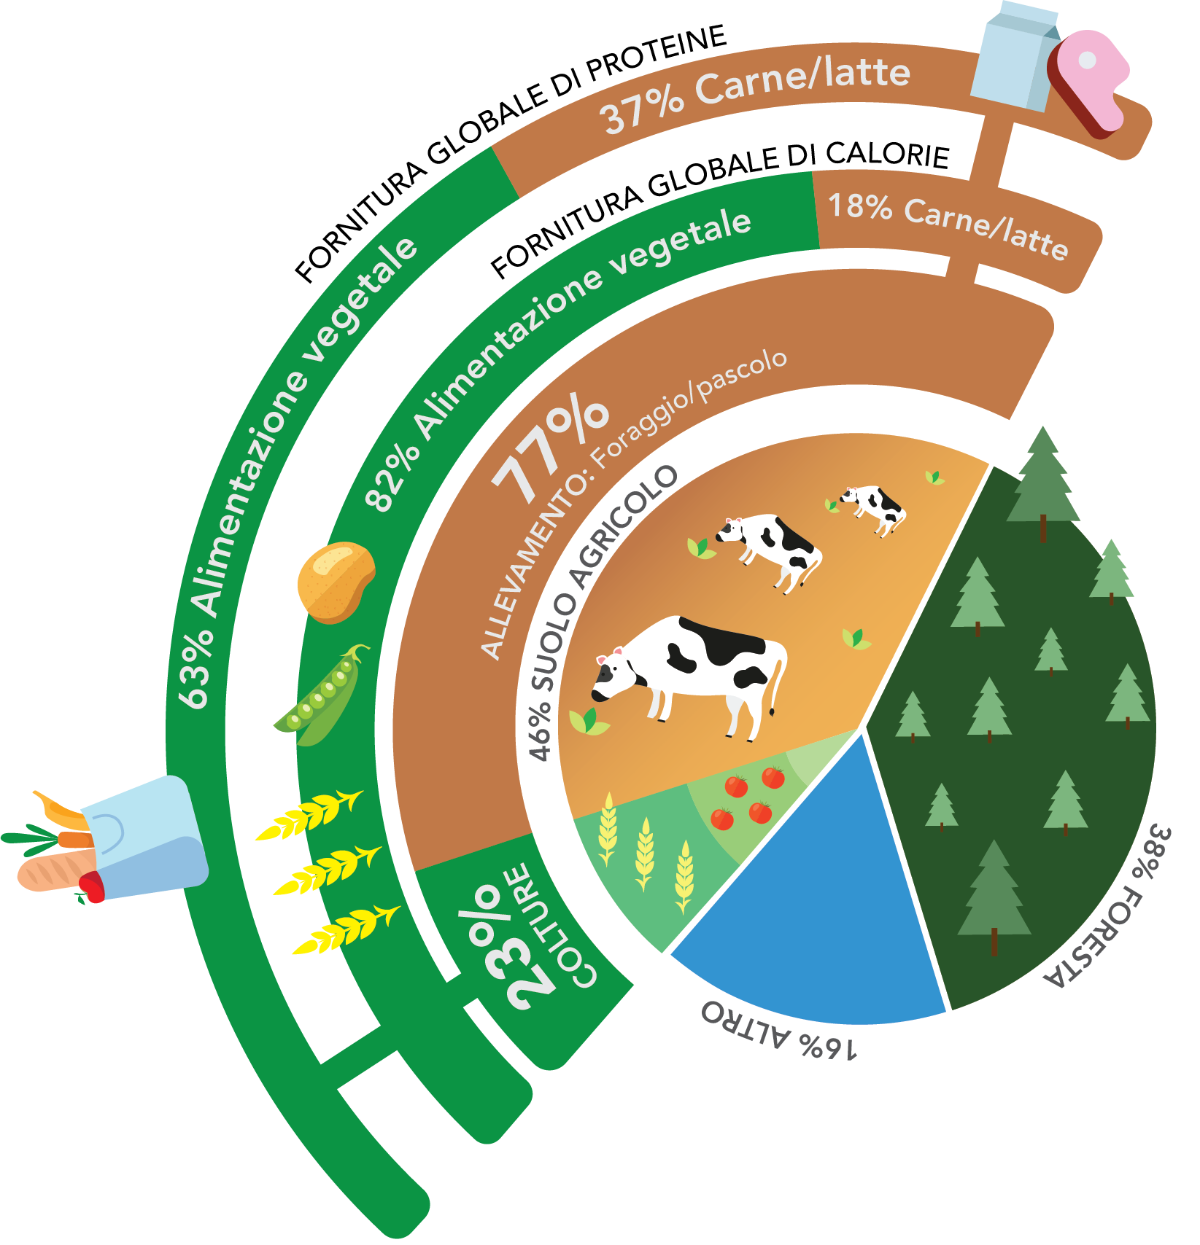 FORNITURA GLOBALE DI PROTEINE
37% Carne/latte
63% Alimentazione vegetale
FORNITURA GLOBALE DI CALORIE
18% Carne/latte
82% Alimentazione vegetale
77%
ALLEVAMENTO: Foraggio/pascolo
23%
COLTURE
46% SUOLO AGRICOLO
38% FORESTA
16% ALTRO